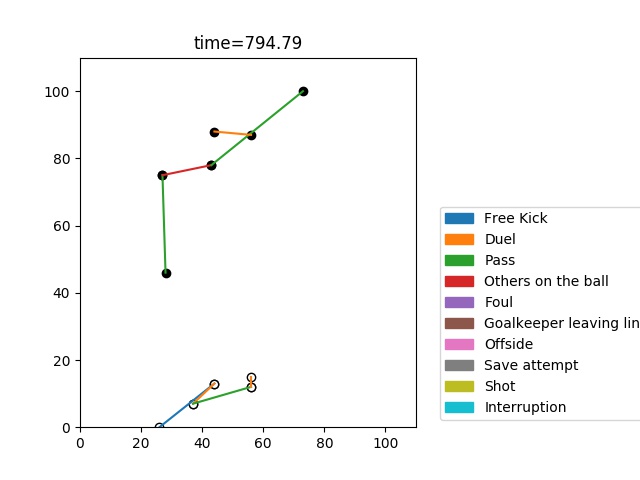 time=794.79
100
80
60
40
20
0
0 20 40 60 80 100
Free Kick
Duel
Pass
Others on the ball
Foul
Goalkeeper leaving lin
Offside
Save attempt
Shot
Interruption